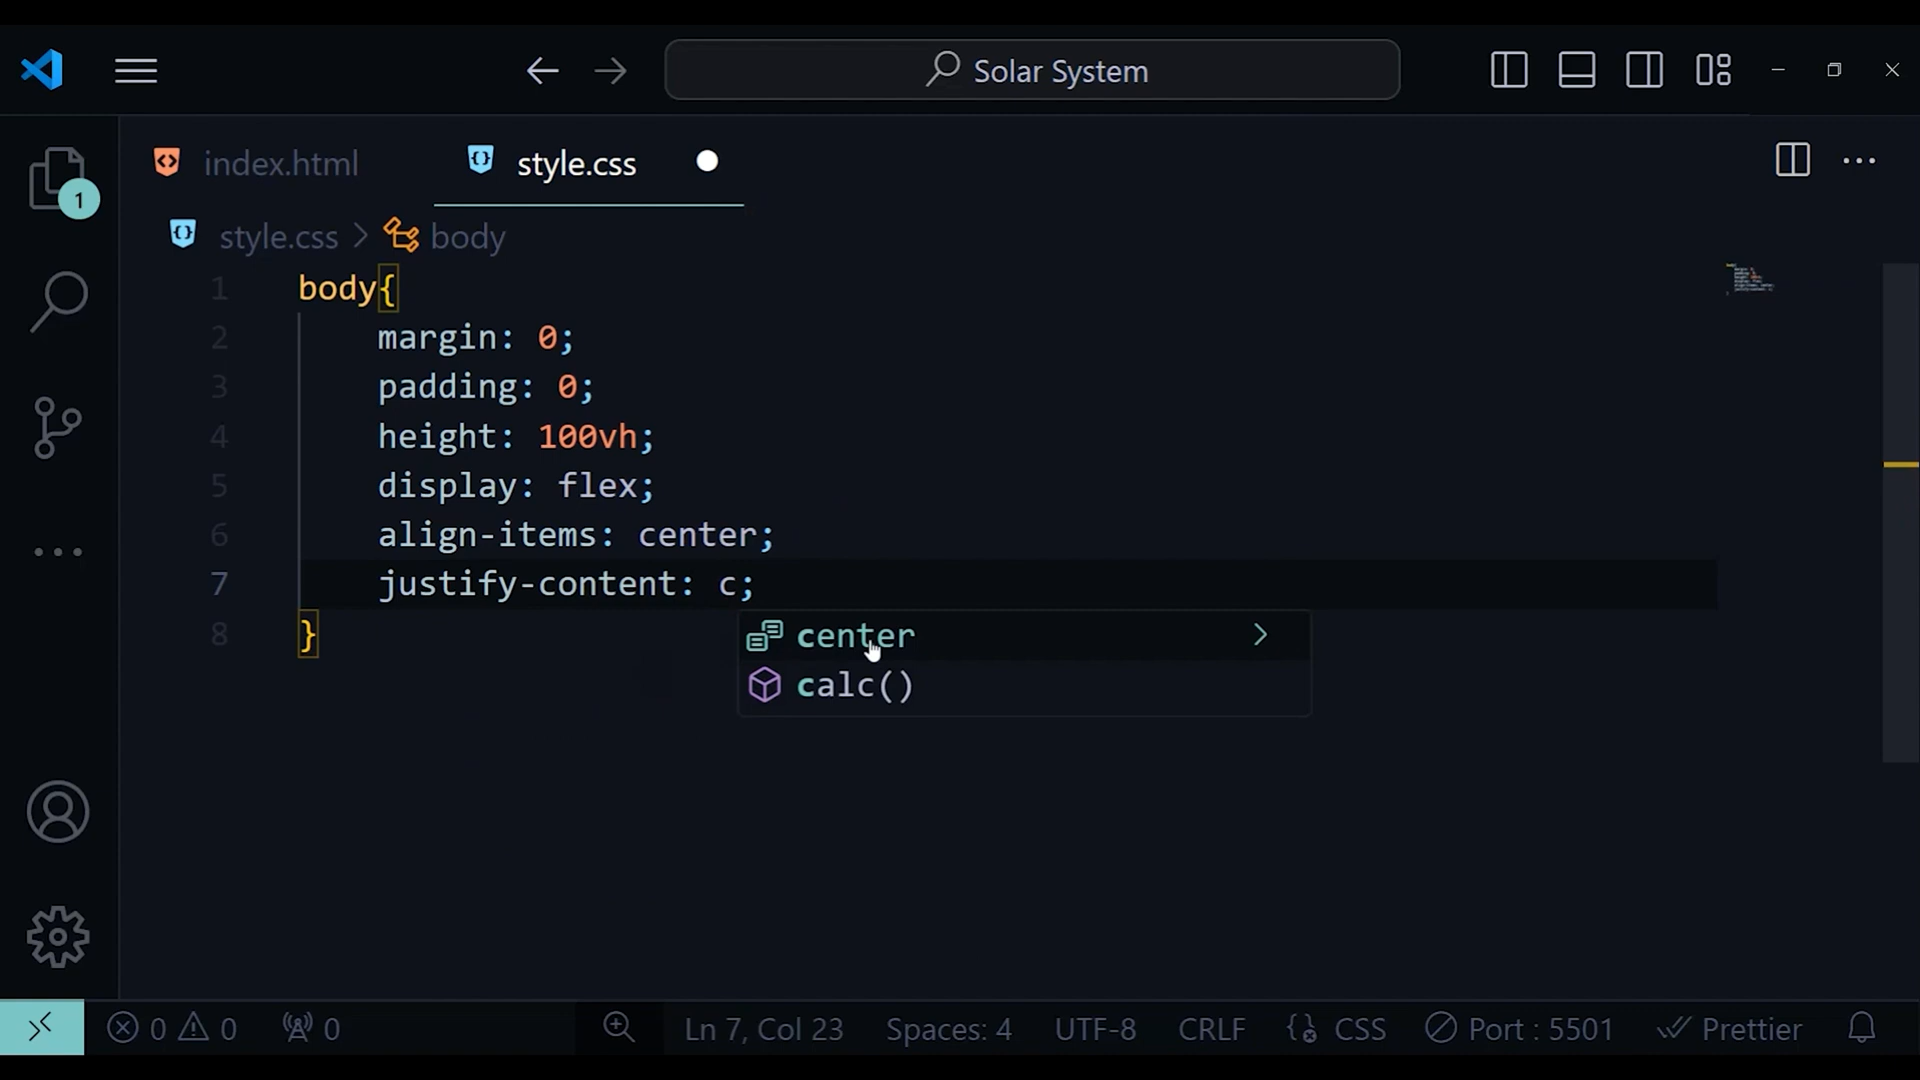 Solar System
index.html
style.css
1
style.css > body
1 body{
2 margin: 0;
3 padding: 0;
4 height: 100vh;
5 display: flex;
6 align-items: center;
7 justify-content: c;
center
8 }
calc()
0 0 0 Ln 7, Col 23 Spaces: 4 UTF-8 CRLF {} CSS Port : 5501 Prettier